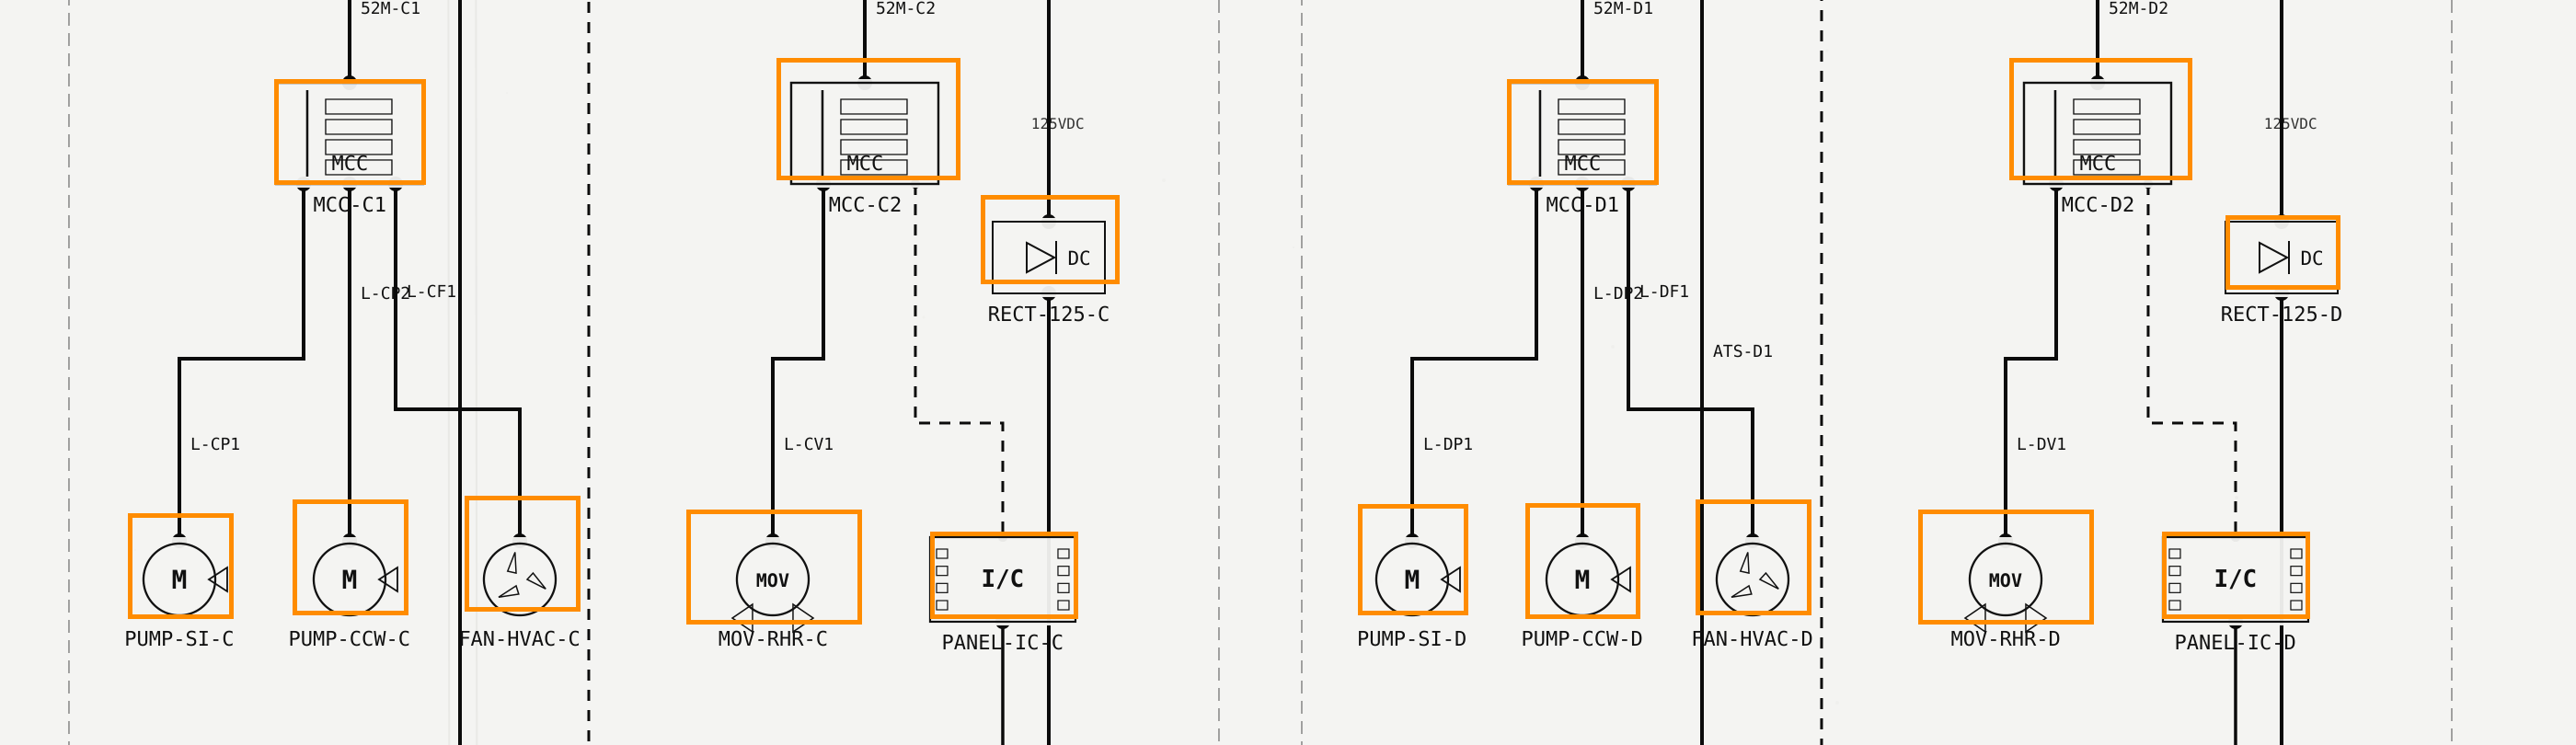 52M-C1
52M-C2
52M-D1
52M-D2
125VDC
125VDC
MCC
MCC
MCC
MCC
MCC-C1
MCC-C2
MCC-D1
MCC-D2
DC
DC
L-CP2
L-CF1
L-DP2
L-DF1
RECT-125-C
RECT-125-D
ATS-D1
L-CP1
L-CV1
L-DP1
L-DV1
M
M
MOV
I/C
M
M
MOV
I/C
PUMP-SI-C
PUMP-CCW-C
FAN-HVAC-C
MOV-RHR-C
PANEL-IC-C
PUMP-SI-D
PUMP-CCW-D
FAN-HVAC-D
MOV-RHR-D
PANEL-IC-D